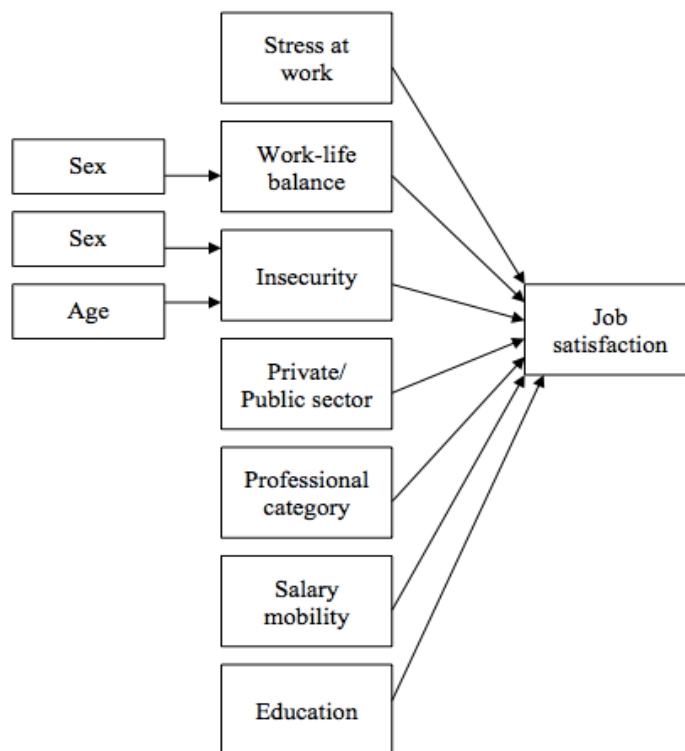 Stress at
work
Sex
Work-life
balance
Sex
Insecurity
Age
Job
satisfaction
Private/
Public sector
Professional
category
Salary
mobility
Education